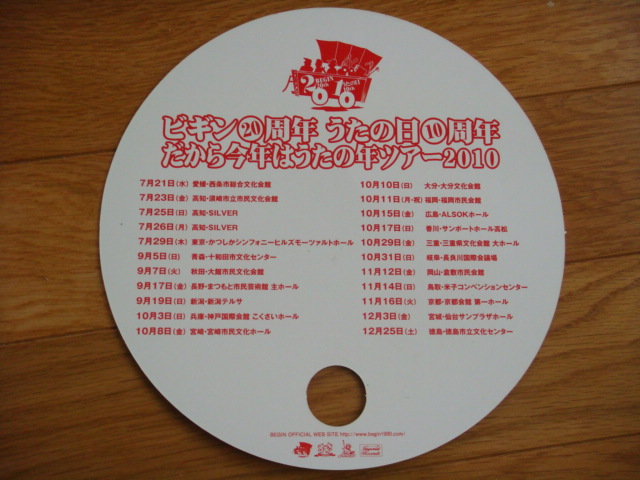 BEGIN
ビギン⑳周年 うたの日⑩周年
だから今年はうたの年ツアー2010
7月21日(水) 愛媛・西条市総合文化会館
7月23日(金) 高知・須崎市立市民文化会館
7月25日(日) 高知・SILVER
7月26日(月) 高知・SILVER
7月29日(木) 東京・かつしかシンフォニーヒルズモーツァルトホール
9月5日(日) 青森・十和田市文化センター
9月7日(火) 秋田・大館市民文化会館
9月17日(金) 長野・まつもと市民芸術館 主ホール
9月19日(日) 新潟・新潟テルサ
10月3日(日) 兵庫・神戸国際会館 こくさいホール
10月8日(金) 宮崎・宮崎市民文化ホール
10月10日(日) 大分・大分文化会館
10月11日(月・祝) 福岡・福岡市民会館
10月15日(金) 広島・ALSOKホール
10月17日(日) 香川・サンポートホール高松
10月29日(金) 三重・三重県文化会館 大ホール
10月31日(日) 岐阜・長良川国際会議場
11月12日(金) 岡山・倉敷市民会館
11月14日(日) 鳥取・米子コンベンションセンター
11月16日(火) 京都・京都会館 第一ホール
12月3日(金) 宮城・仙台サンプラザホール
12月25日(土) 徳島・徳島市立文化センター
BEGIN OFFICIAL WEB SITE http://www.begin1990.com/